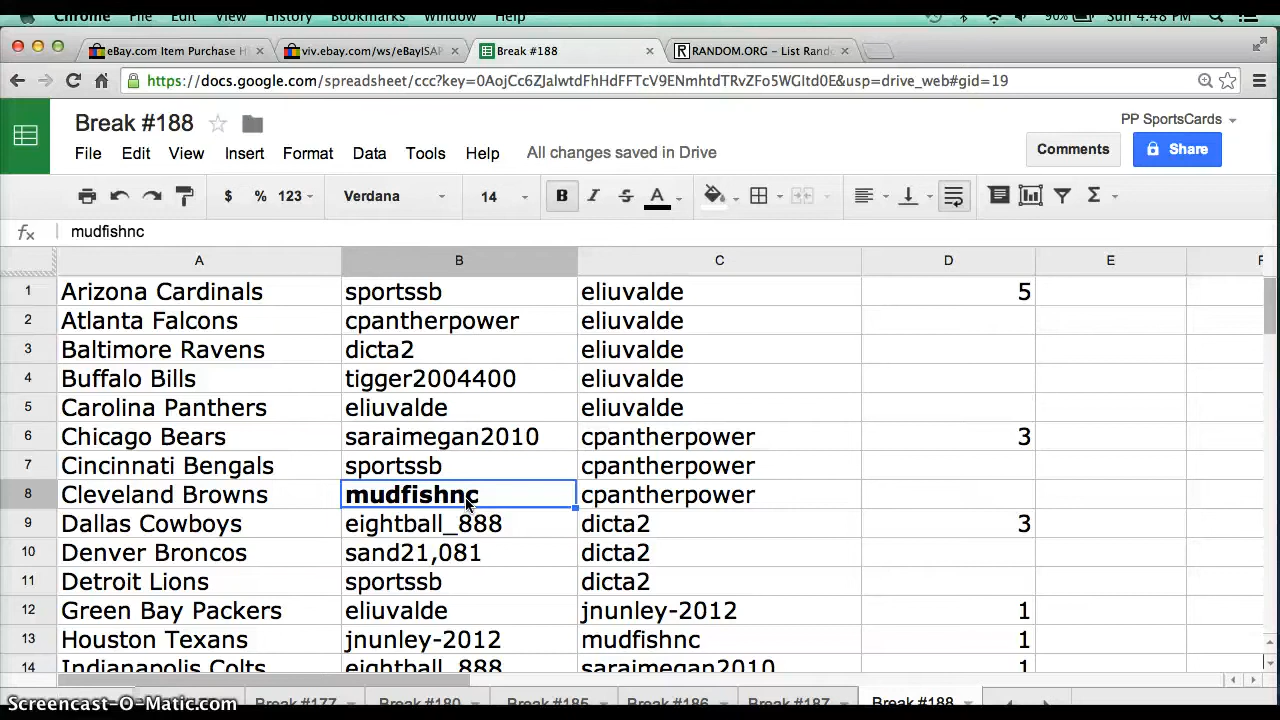 Chrome File Edit View History Bookmarks Window Help 90% Sun 4:48 PM
eBay.com Item Purchase H viv.ebay.com/ws/eBayISAP Break #188 RANDOM.ORG - List Rand
https://docs.google.com/spreadsheet/ccc?key=0AojCc6ZJalwtdFhHdFFTcV9ENmhtdTRvZFo5WGltd0E&usp=drive_web#gid=19
Break #188 PP SportsCards
File Edit View Insert Format Data Tools Help All changes saved in Drive Comments Share
$ % 123 Verdana 14 B I S A Σ
fx mudfishnc
A B C D E F
1 Arizona Cardinals sportssb eliuvalde 5
2 Atlanta Falcons cpantherpower eliuvalde
3 Baltimore Ravens dicta2 eliuvalde
4 Buffalo Bills tigger2004400 eliuvalde
5 Carolina Panthers eliuvalde eliuvalde
6 Chicago Bears saraimegan2010 cpantherpower 3
7 Cincinnati Bengals sportssb cpantherpower
8 Cleveland Browns mudfishnc cpantherpower
9 Dallas Cowboys eightball_888 dicta2 3
10 Denver Broncos sand21,081 dicta2
11 Detroit Lions sportssb dicta2
12 Green Bay Packers eliuvalde jnunley-2012 1
13 Houston Texans jnunley-2012 mudfishnc 1
14 Indianapolis Colts eightball_888 saraimegan2010 1
Screencast-O-Matic.com Break #177 Break #180 Break #185 Break #186 Break #187 Break #188